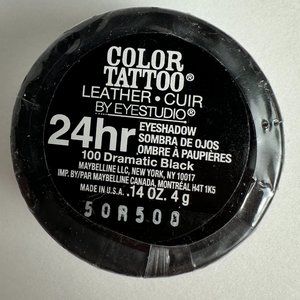 COLOR
TATTOO®
LEATHER • CUIR
BY EYESTUDIO®
24hr EYESHADOW
SOMBRA DE OJOS
OMBRE À PAUPIÈRES
100 Dramatic Black
MAYBELLINE LLC, NEW YORK, NY 10017
IMP. BY/PAR MAYBELLINE CANADA, MONTRÉAL H4T 1K5
MADE IN U.S.A. .14 OZ. 4 g
50R500